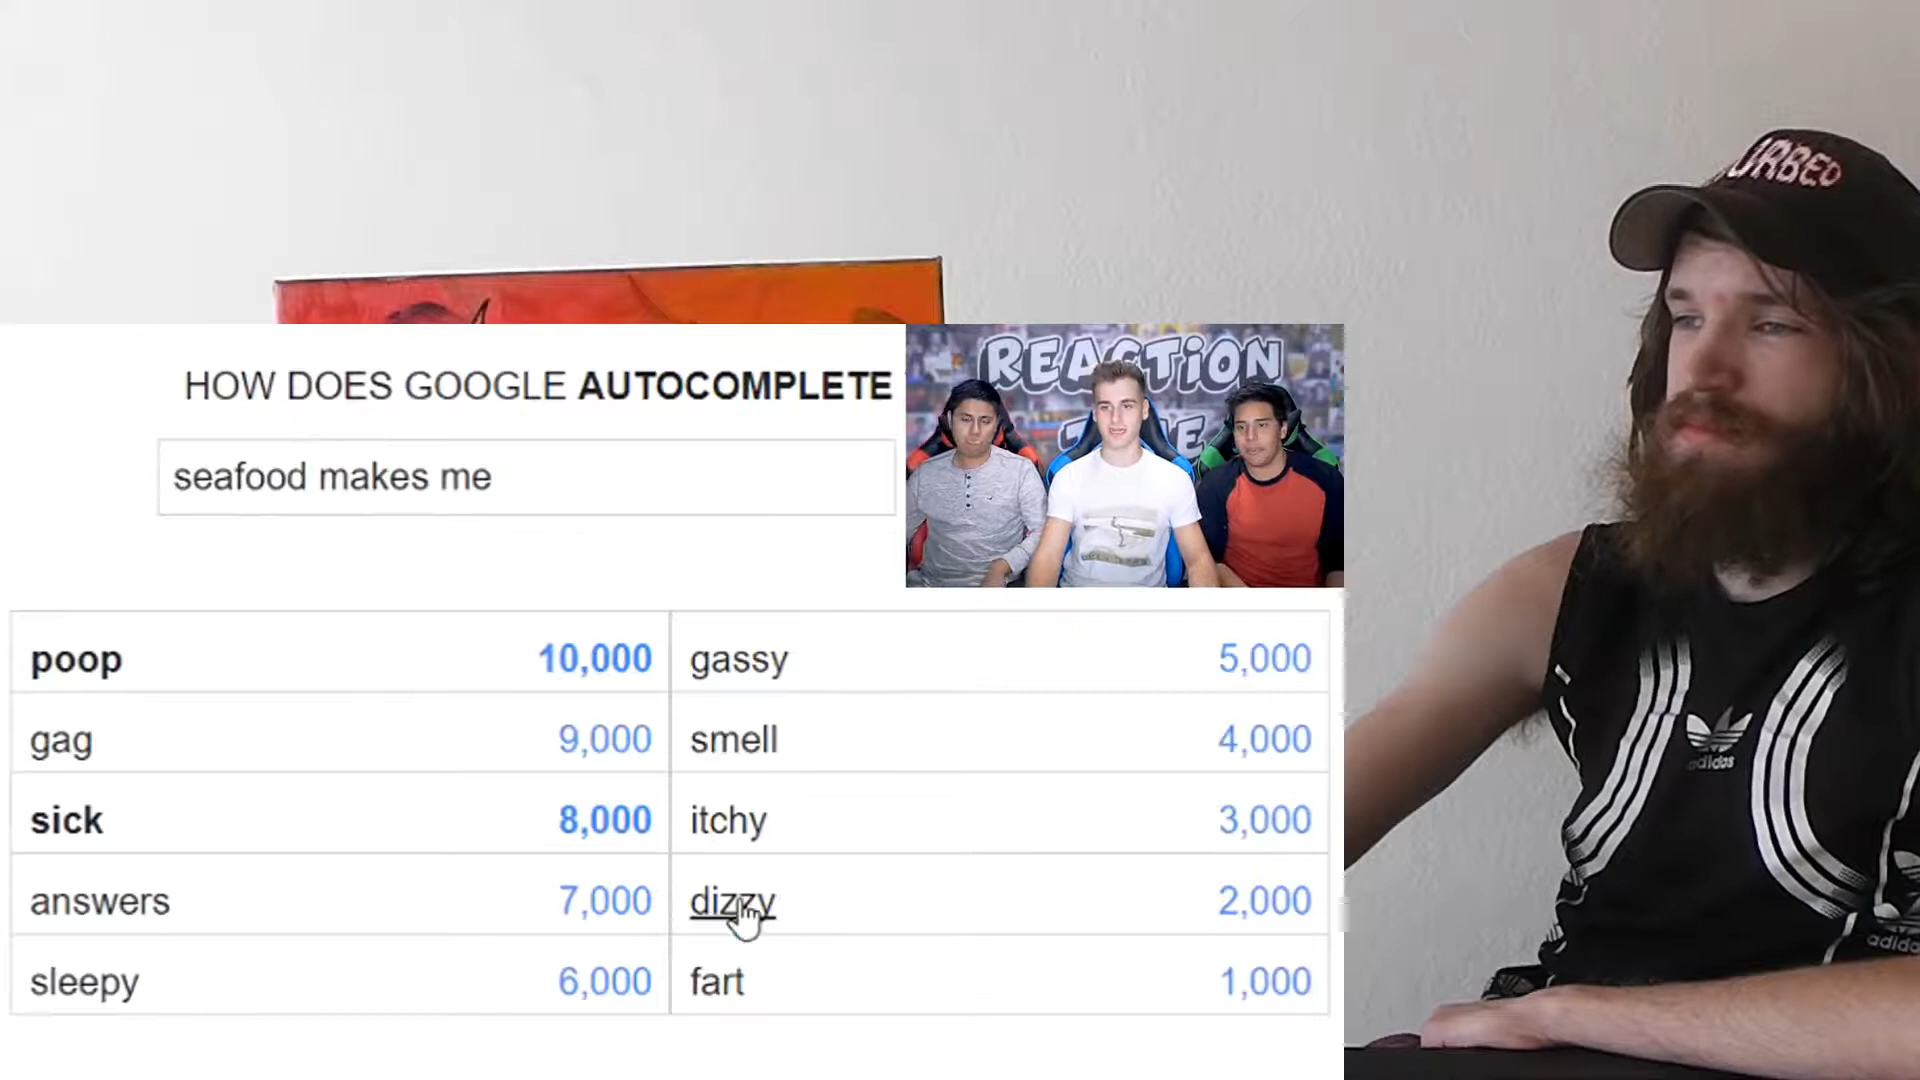 URBED
HOW DOES GOOGLE AUTOCOMPLETE
REACTiON
seafood makes me
poop 10,000
gassy 5,000
gag 9,000
smell 4,000
sick 8,000
itchy 3,000
answers 7,000
dizzy 2,000
sleepy 6,000
fart 1,000
adidas
adidas